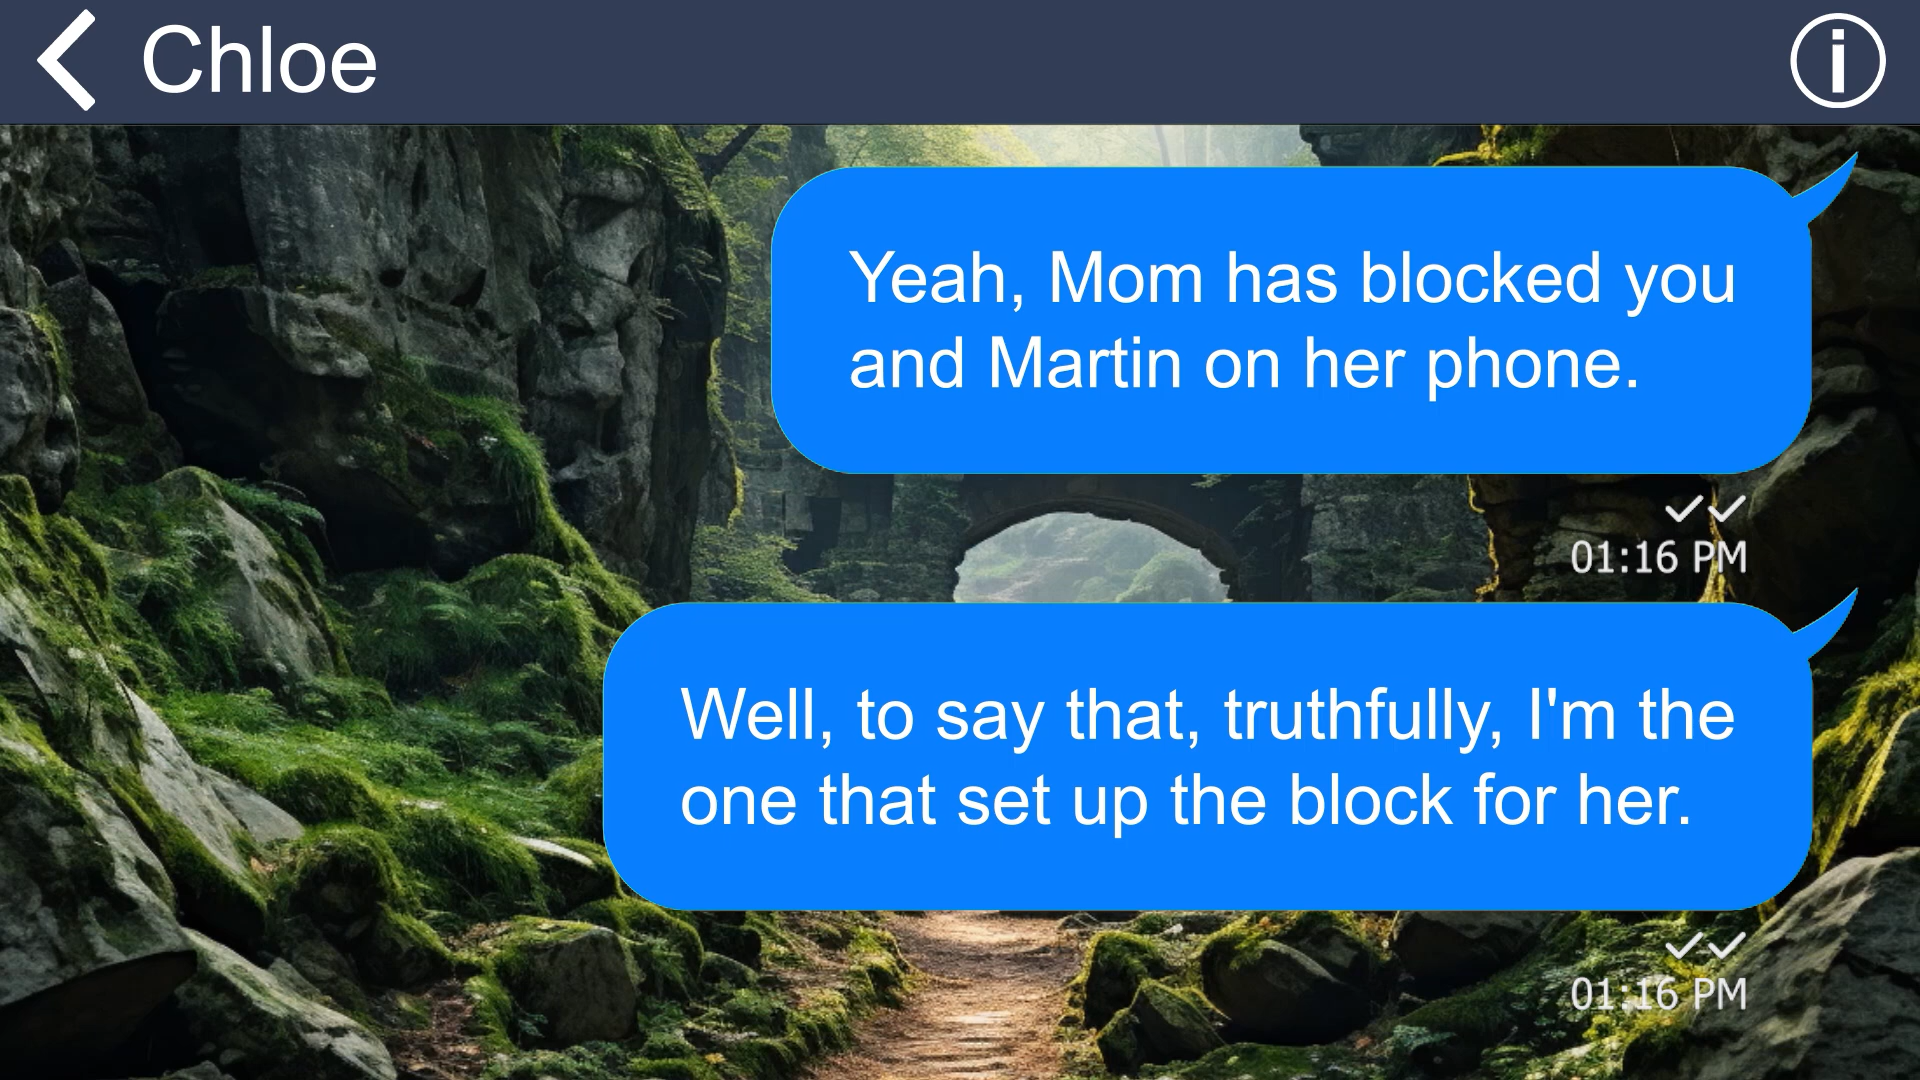 Chloe
Yeah, Mom has blocked you
and Martin on her phone.
01:16 PM
Well, to say that, truthfully, I'm the
one that set up the block for her.
01:16 PM